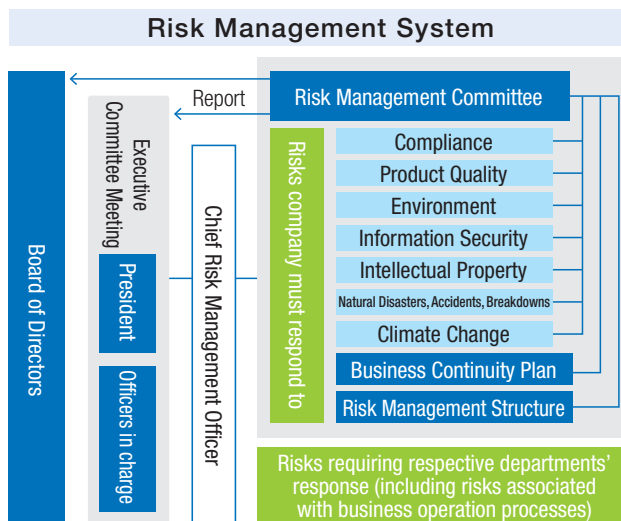 Risk Management System
Board of Directors
Executive
Committee Meeting
President
Officers in charge
Report
Chief Risk Management Officer
Risk Management Committee
Risks company must respond to
Compliance
Product Quality
Environment
Information Security
Intellectual Property
Natural Disasters, Accidents, Breakdowns
Climate Change
Business Continuity Plan
Risk Management Structure
Risks requiring respective departments’
response (including risks associated
with business operation processes)